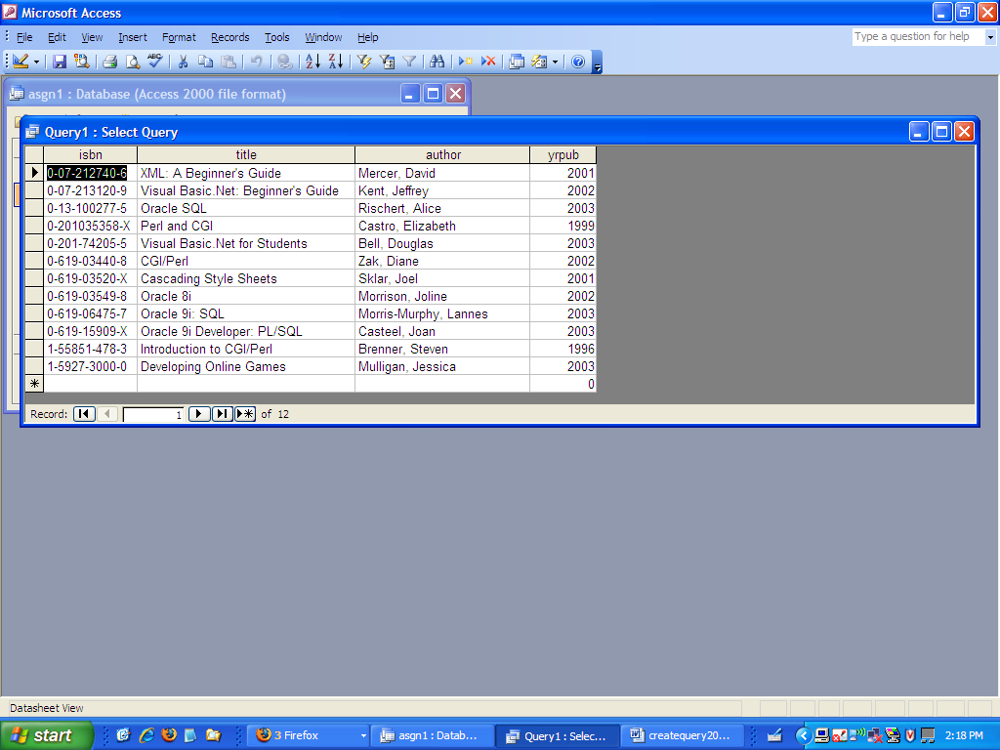 Microsoft Access
File Edit View Insert Format Records Tools Window Help
Type a question for help
asgn1 : Database (Access 2000 file format)
Query1 : Select Query
isbn title author yrpub
0-07-212740-6 XML: A Beginner's Guide Mercer, David 2001
0-07-213120-9 Visual Basic.Net: Beginner's Guide Kent, Jeffrey 2002
0-13-100277-5 Oracle SQL Rischert, Alice 2003
0-201035358-X Perl and CGI Castro, Elizabeth 1999
0-201-74205-5 Visual Basic.Net for Students Bell, Douglas 2003
0-619-03440-8 CGI/Perl Zak, Diane 2002
0-619-03520-X Cascading Style Sheets Sklar, Joel 2001
0-619-03549-8 Oracle 8i Morrison, Joline 2002
0-619-06475-7 Oracle 9i: SQL Morris-Murphy, Lannes 2003
0-619-15909-X Oracle 9i Developer: PL/SQL Casteel, Joan 2003
1-55851-478-3 Introduction to CGI/Perl Brenner, Steven 1996
1-5927-3000-0 Developing Online Games Mulligan, Jessica 2003
0
Record: 1 of 12
Datasheet View
start 3 Firefox asgn1 : Datab... Query1 : Selec... createquery20... 2:18 PM